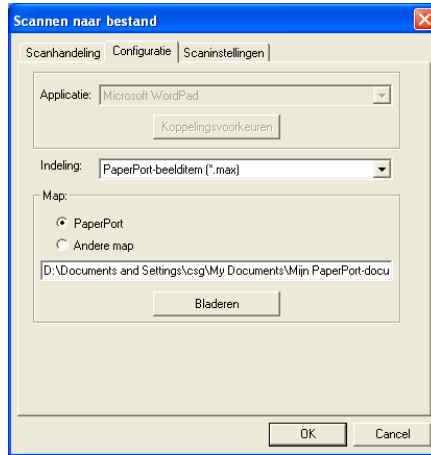 Scannen naar bestand
Scanhandeling Configuratie Scaninstellingen
Applicatie: Microsoft WordPad
Koppelingsvoorkeuren
Indeling: PaperPort-beelditem (*.max)
Map:
PaperPort
Andere map
D:\Documents and Settings\csg\My Documents\Mijn PaperPort-docu
Bladeren
OK Cancel